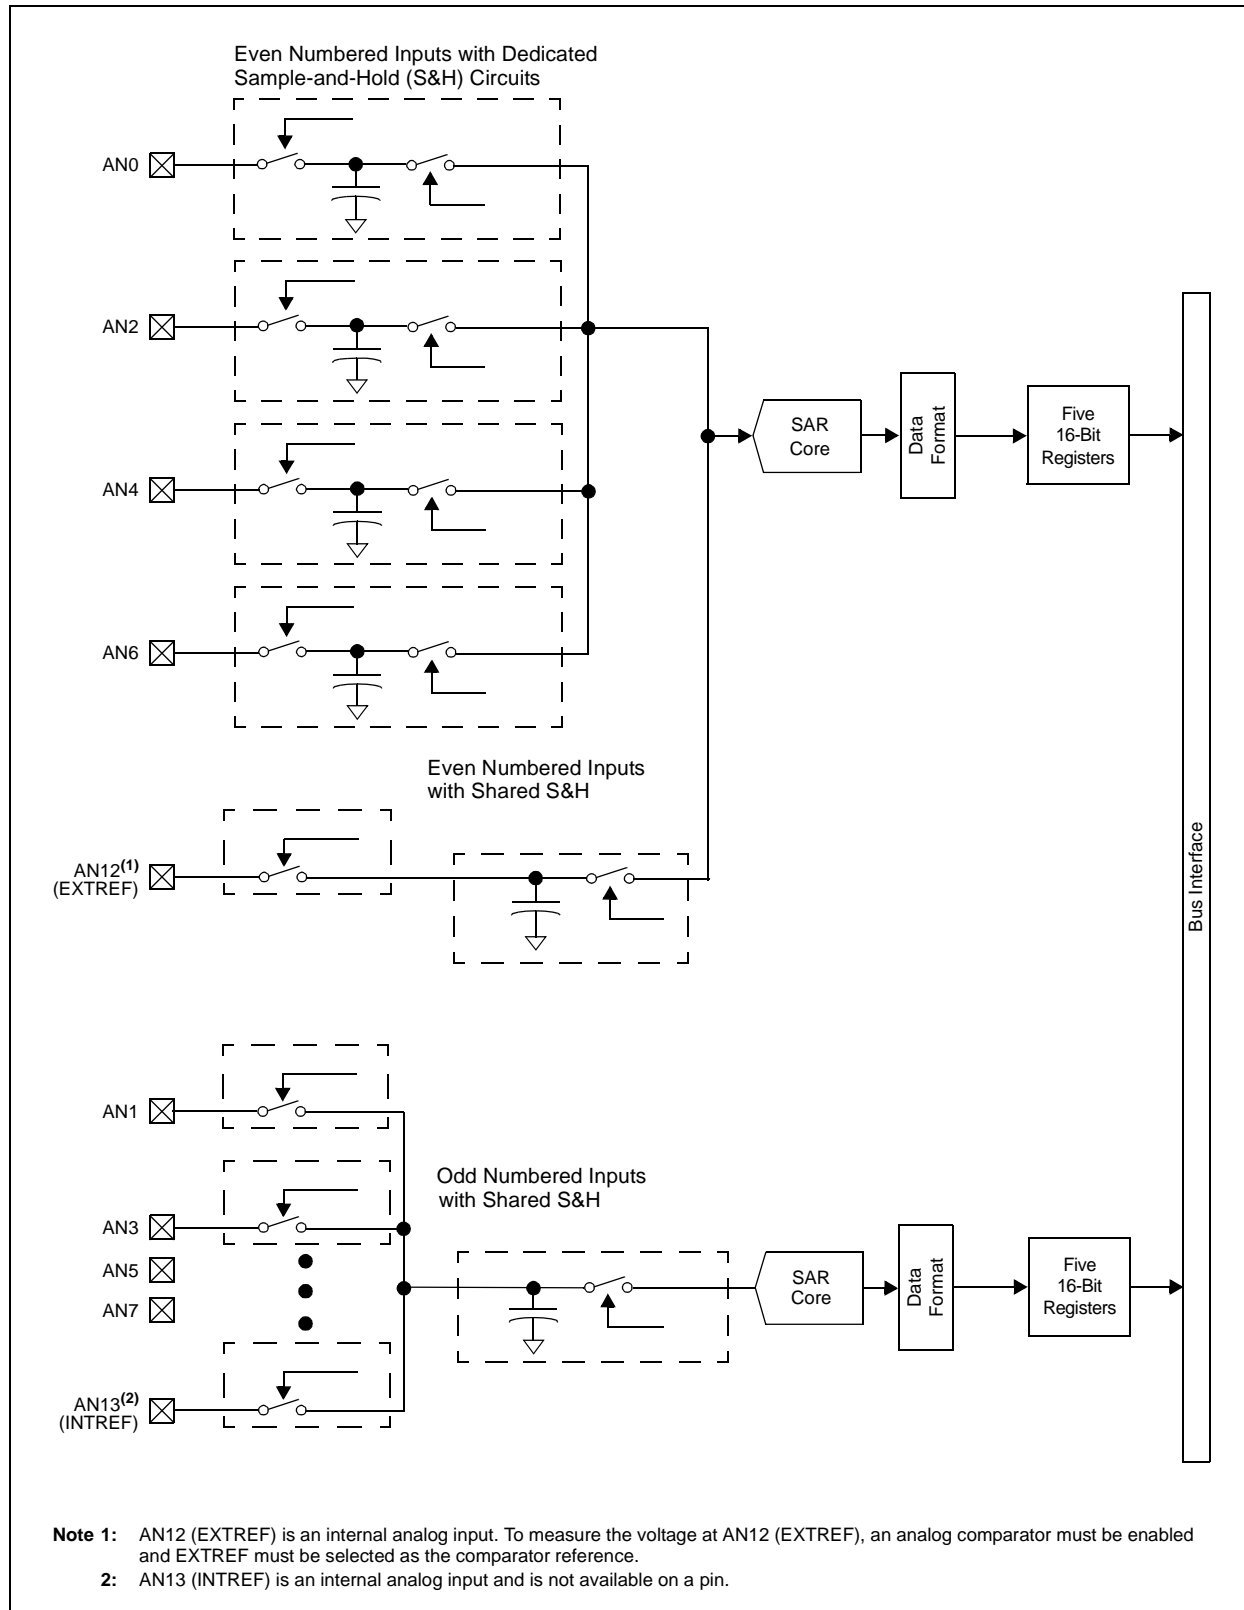 Even Numbered Inputs with Dedicated
Sample-and-Hold (S&H) Circuits
AN0
AN2
AN4
AN6
SAR
Core
Data
Format
Five
16-Bit
Registers
Even Numbered Inputs
with Shared S&H
AN12(1)
(EXTREF)
Bus Interface
AN1
AN3
AN5
AN7
AN13(2)
(INTREF)
Odd Numbered Inputs
with Shared S&H
SAR
Core
Data
Format
Five
16-Bit
Registers
Note 1: AN12 (EXTREF) is an internal analog input. To measure the voltage at AN12 (EXTREF), an analog comparator must be enabled
and EXTREF must be selected as the comparator reference.
2: AN13 (INTREF) is an internal analog input and is not available on a pin.